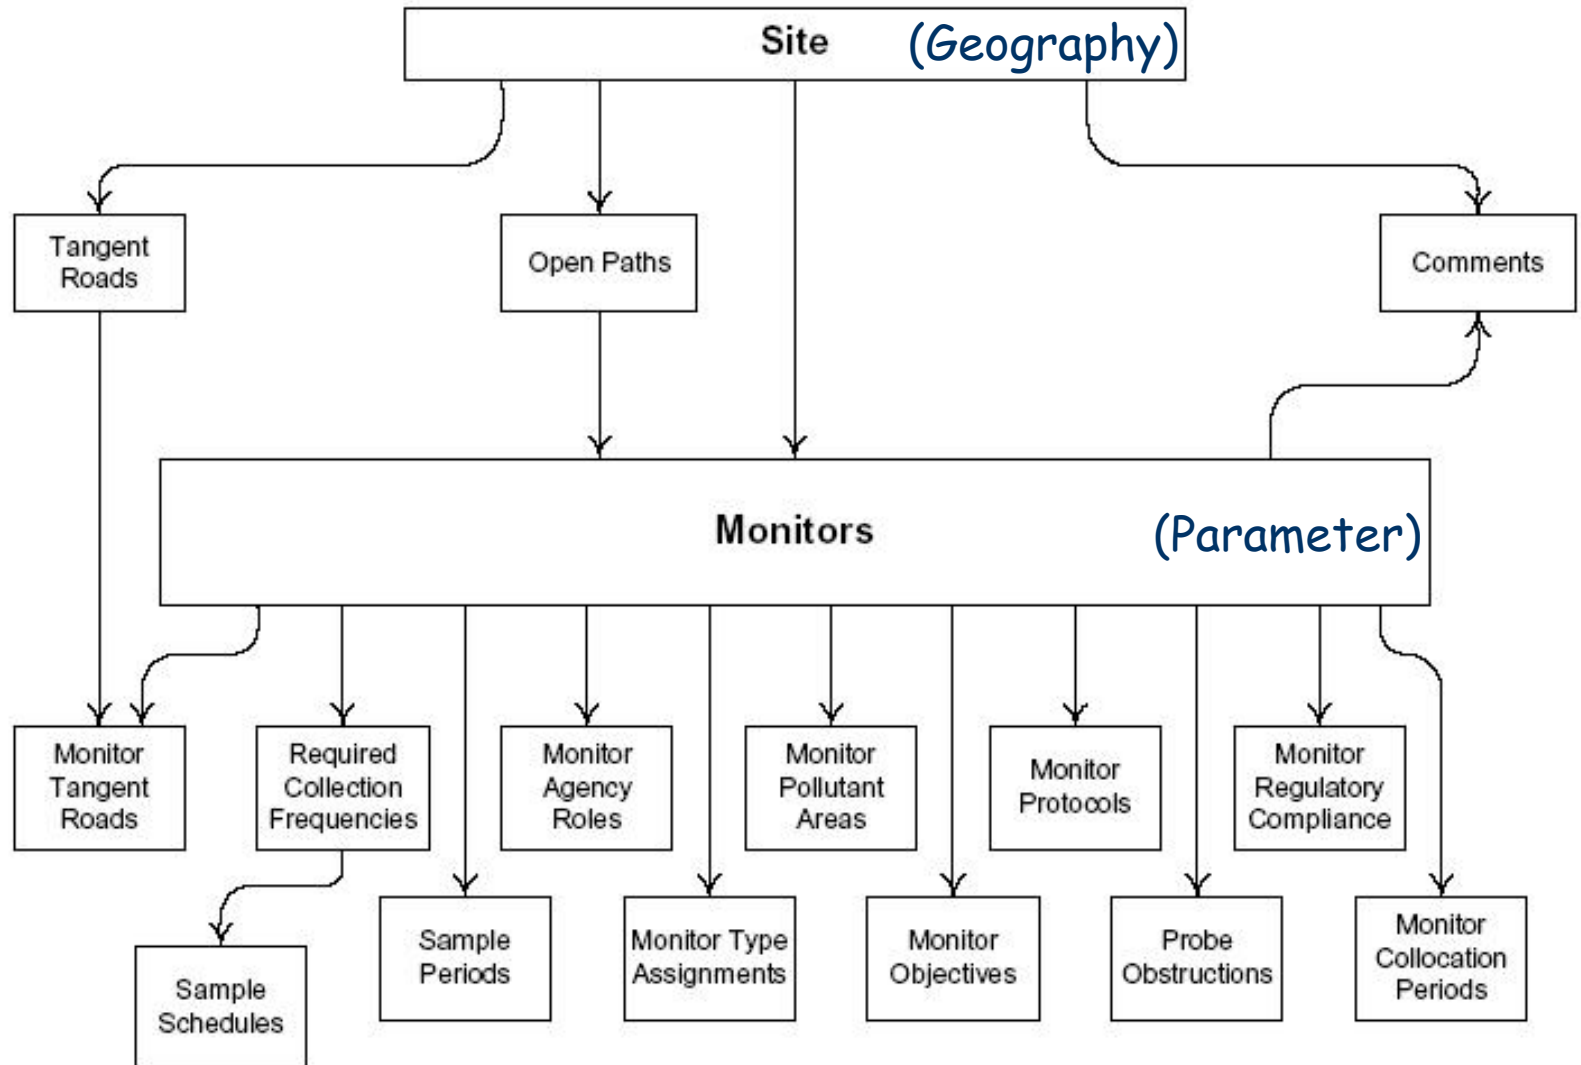 Site (Geography)
Tangent
Roads
Open Paths
Comments
Monitors (Parameter)
Monitor
Tangent
Roads
Required
Collection
Frequencies
Monitor
Agency
Roles
Monitor
Pollutant
Areas
Monitor
Protocols
Monitor
Regulatory
Compliance
Sample
Schedules
Sample
Periods
Monitor Type
Assignments
Monitor
Objectives
Probe
Obstructions
Monitor
Collocation
Periods